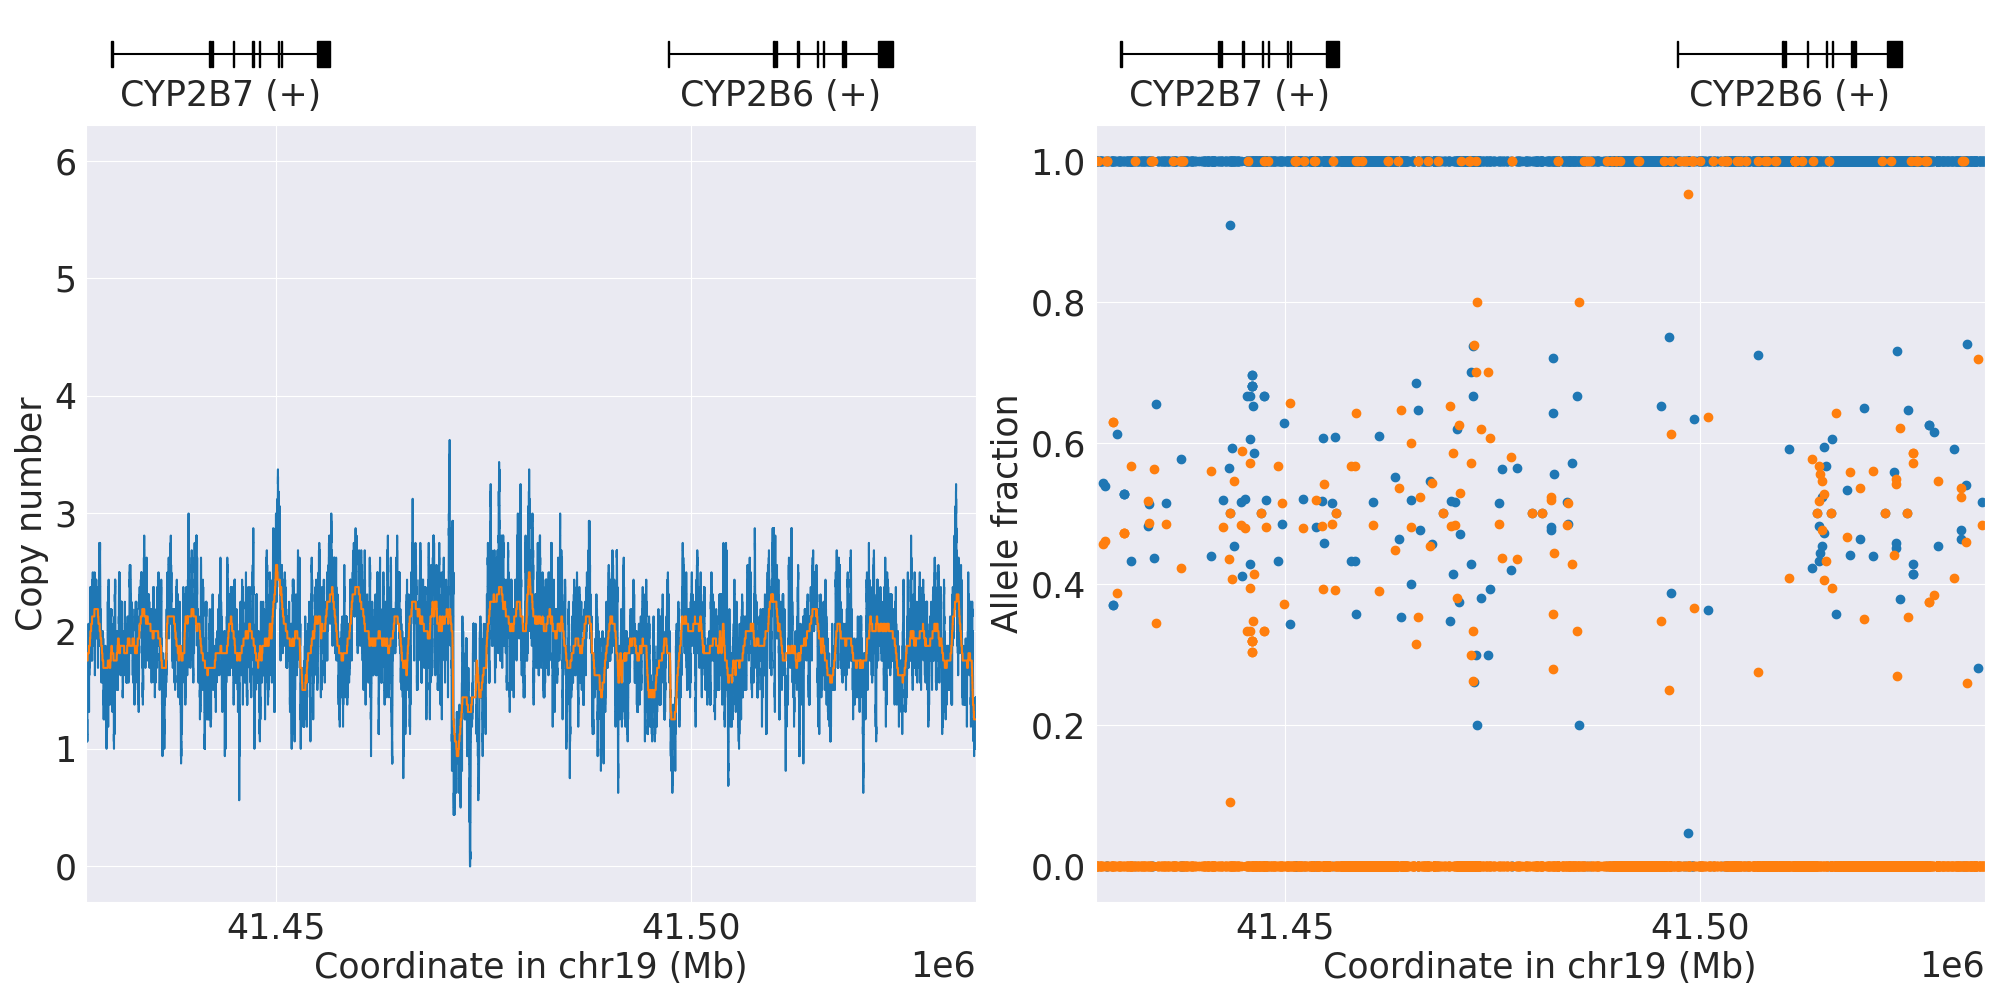 CYP2B7 (+)
CYP2B6 (+)
CYP2B7 (+)
CYP2B6 (+)
6
5
4
3
2
1
0
Copy number
41.45
41.50
Coordinate in chr19 (Mb)
1e6
1.0
0.8
0.6
0.4
0.2
0.0
Allele fraction
41.45
41.50
Coordinate in chr19 (Mb)
1e6